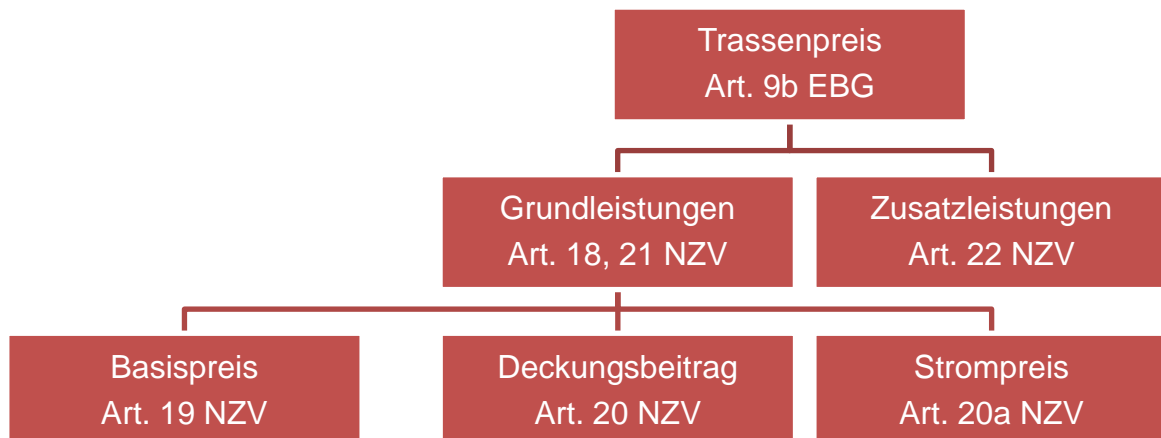 Trassenpreis
Art. 9b EBG
Grundleistungen
Art. 18, 21 NZV
Zusatzleistungen
Art. 22 NZV
Basispreis
Art. 19 NZV
Deckungsbeitrag
Art. 20 NZV
Strompreis
Art. 20a NZV